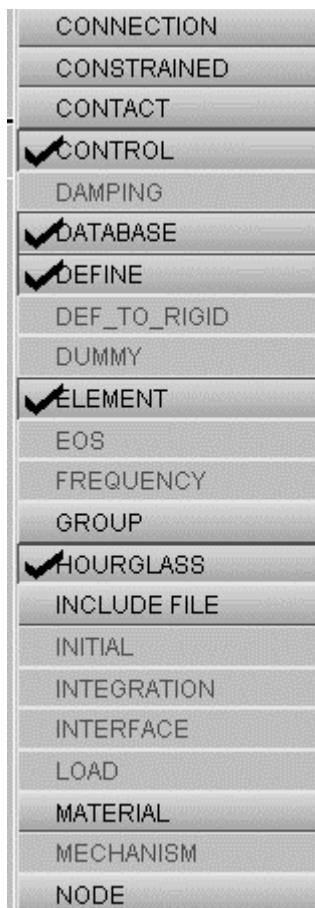 CONNECTION
CONSTRAINED
CONTACT
CONTROL
DAMPING
DATABASE
DEFINE
DEF_TO_RIGID
DUMMY
ELEMENT
EOS
FREQUENCY
GROUP
HOURGLASS
INCLUDE FILE
INITIAL
INTEGRATION
INTERFACE
LOAD
MATERIAL
MECHANISM
NODE